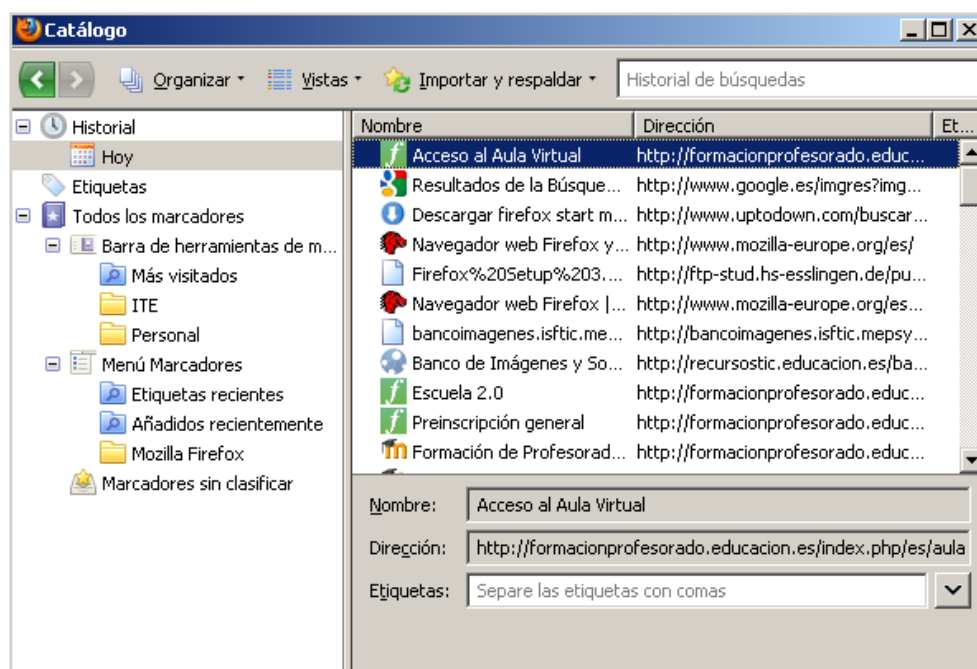 Catálogo
Organizar Vistas Importar y respaldar Historial de búsquedas
Historial
Hoy
Etiquetas
Todos los marcadores
Barra de herramientas de m...
Más visitados
ITE
Personal
Menú Marcadores
Etiquetas recientes
Añadidos recientemente
Mozilla Firefox
Marcadores sin clasificar
Nombre Dirección Et...
Acceso al Aula Virtual http://formacionprofesorado.educ...
Resultados de la Búsque... http://www.google.es/imgres?img...
Descargar firefox start m... http://www.uptodown.com/buscar...
Navegador web Firefox y... http://www.mozilla-europe.org/es/
Firefox%20Setup%203.... http://ftp-stud.hs-esslingen.de/pu...
Navegador web Firefox |... http://www.mozilla-europe.org/es...
bancoimagenes.isftic.me... http://bancoimagenes.isftic.mepsy...
Banco de Imágenes y So... http://recursostic.educacion.es/ba...
Escuela 2.0 http://formacionprofesorado.educ...
Preinscripción general http://formacionprofesorado.educ...
Formación de Profesorad... http://formacionprofesorado.educ...
Nombre: Acceso al Aula Virtual
Dirección: http://formacionprofesorado.educacion.es/index.php/es/aula
Etiquetas: Separe las etiquetas con comas